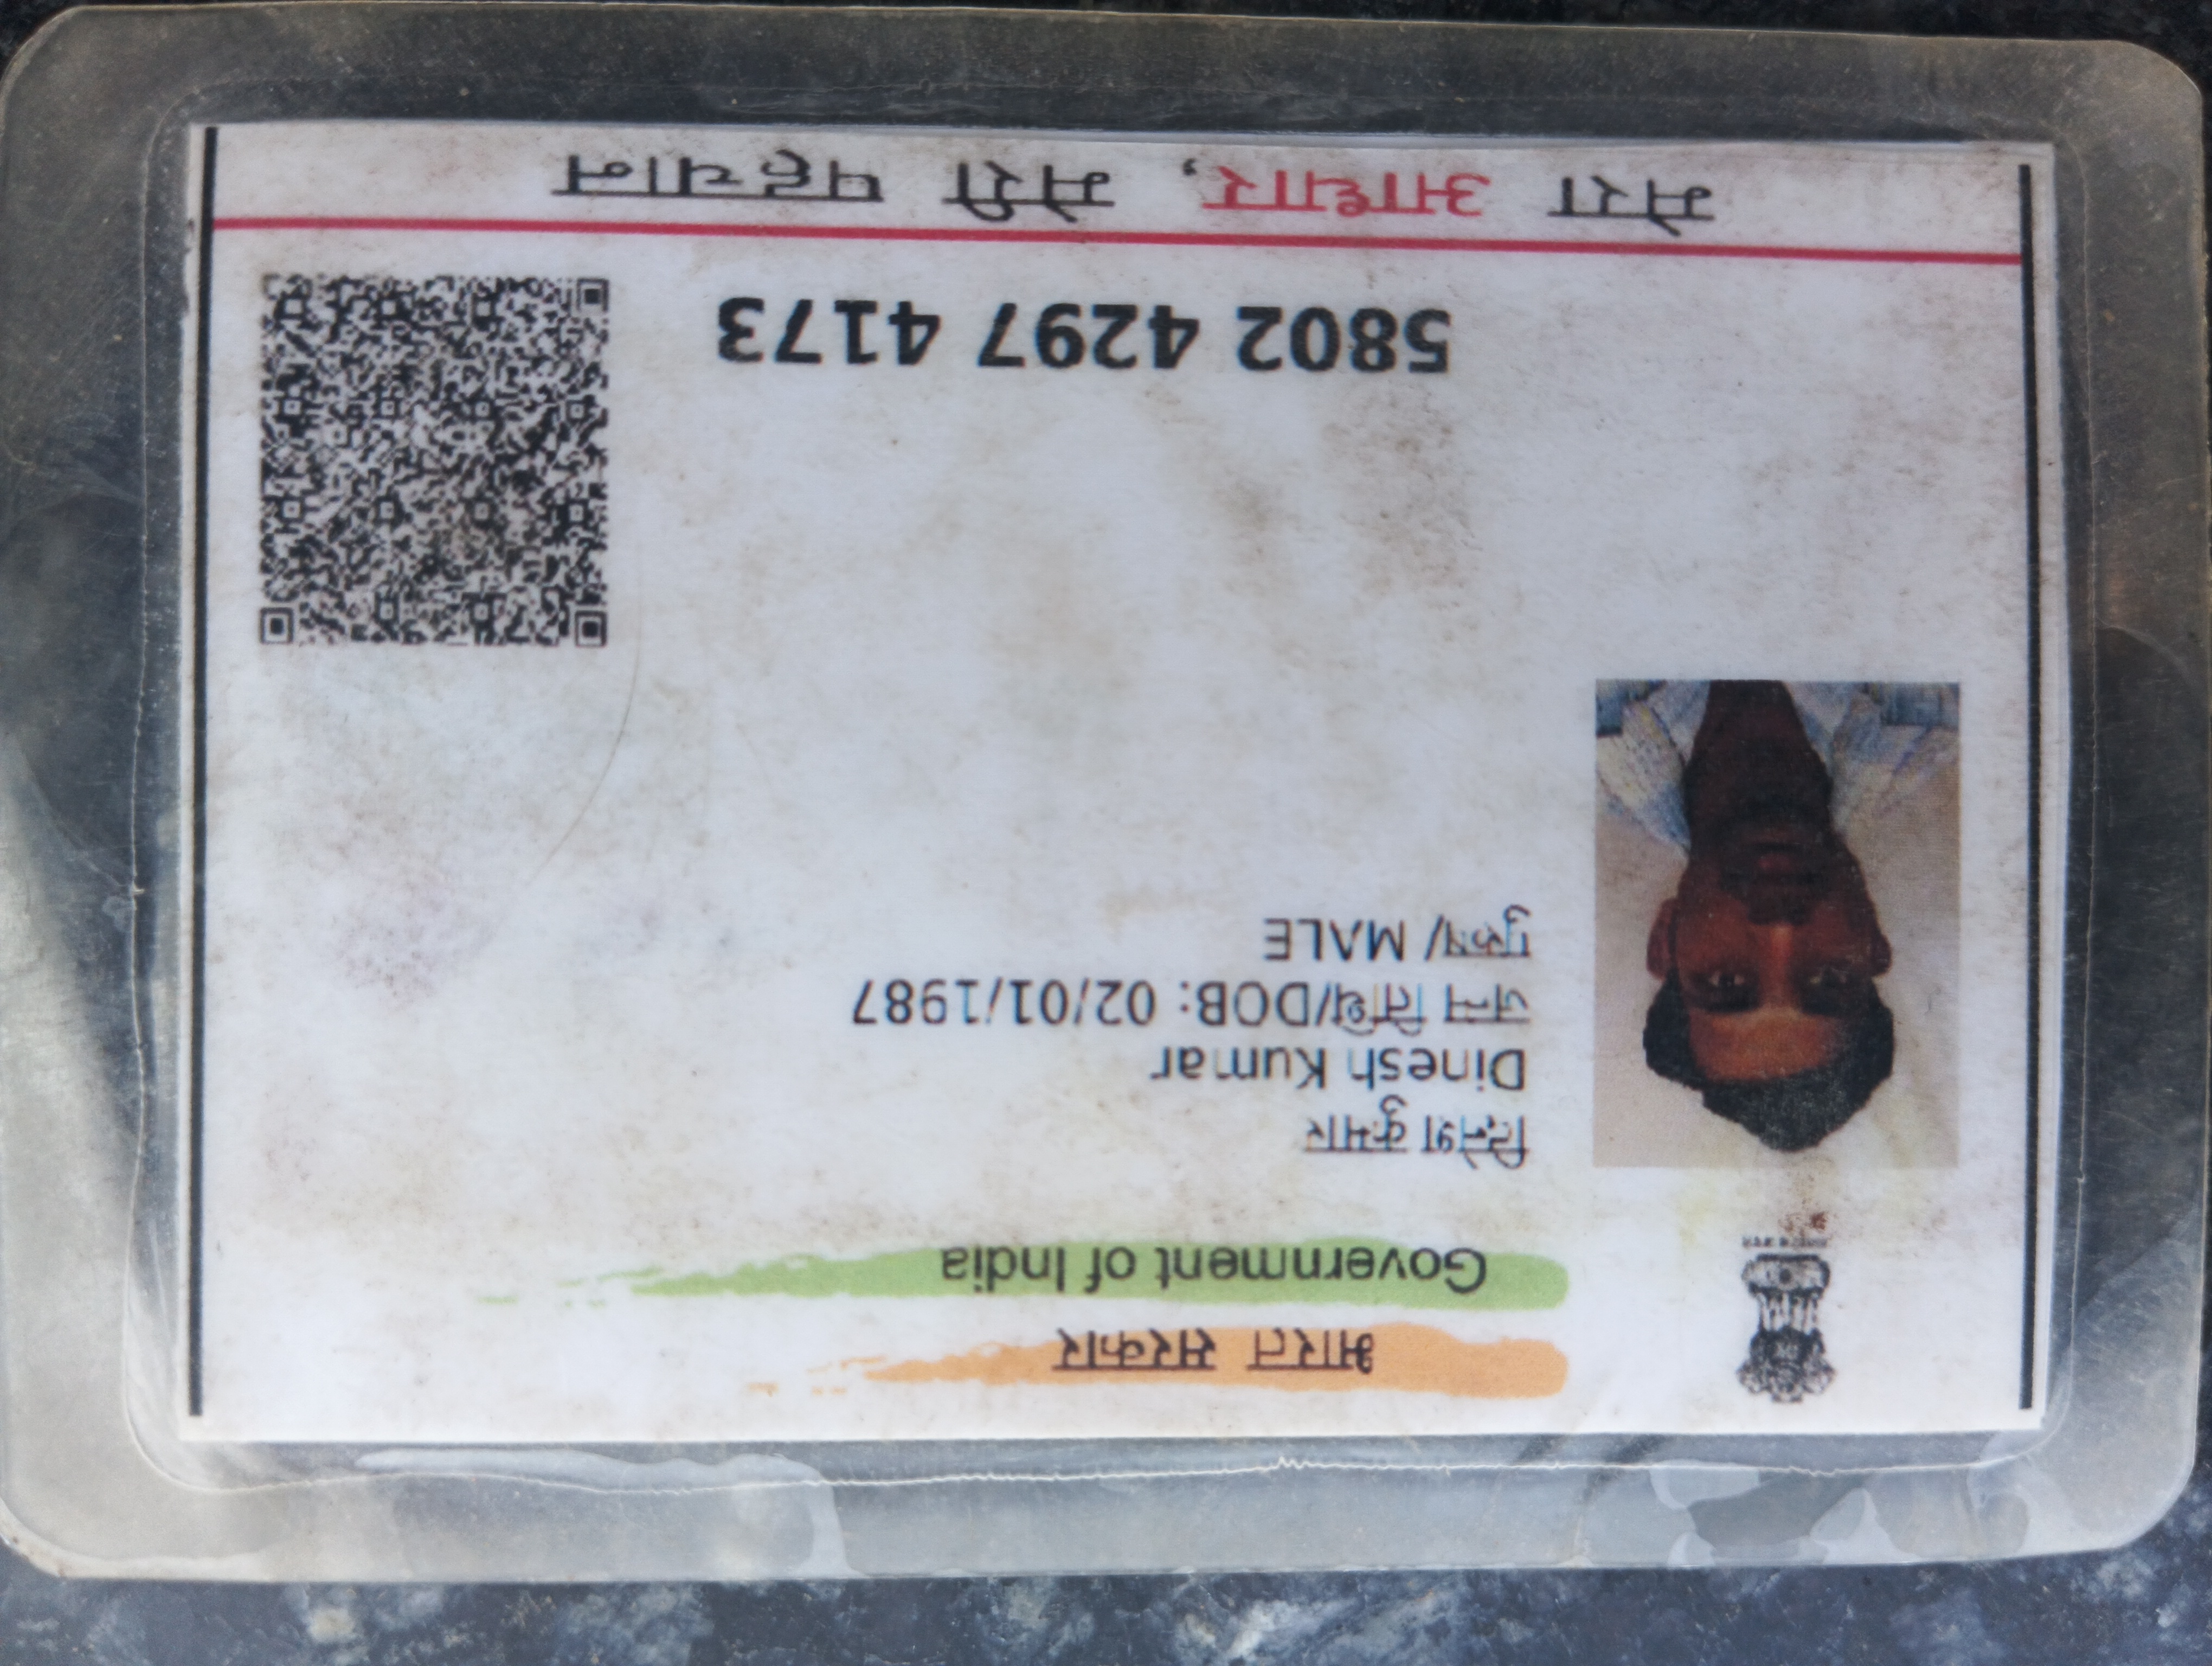 भारत सरकार
Government of India
दिनेश कुमार
Dinesh Kumar
जन्म तिथि/DOB: 02/01/1987
पुरुष/ MALE
5802 4297 4173
मेरा आधार, मेरी पहचान